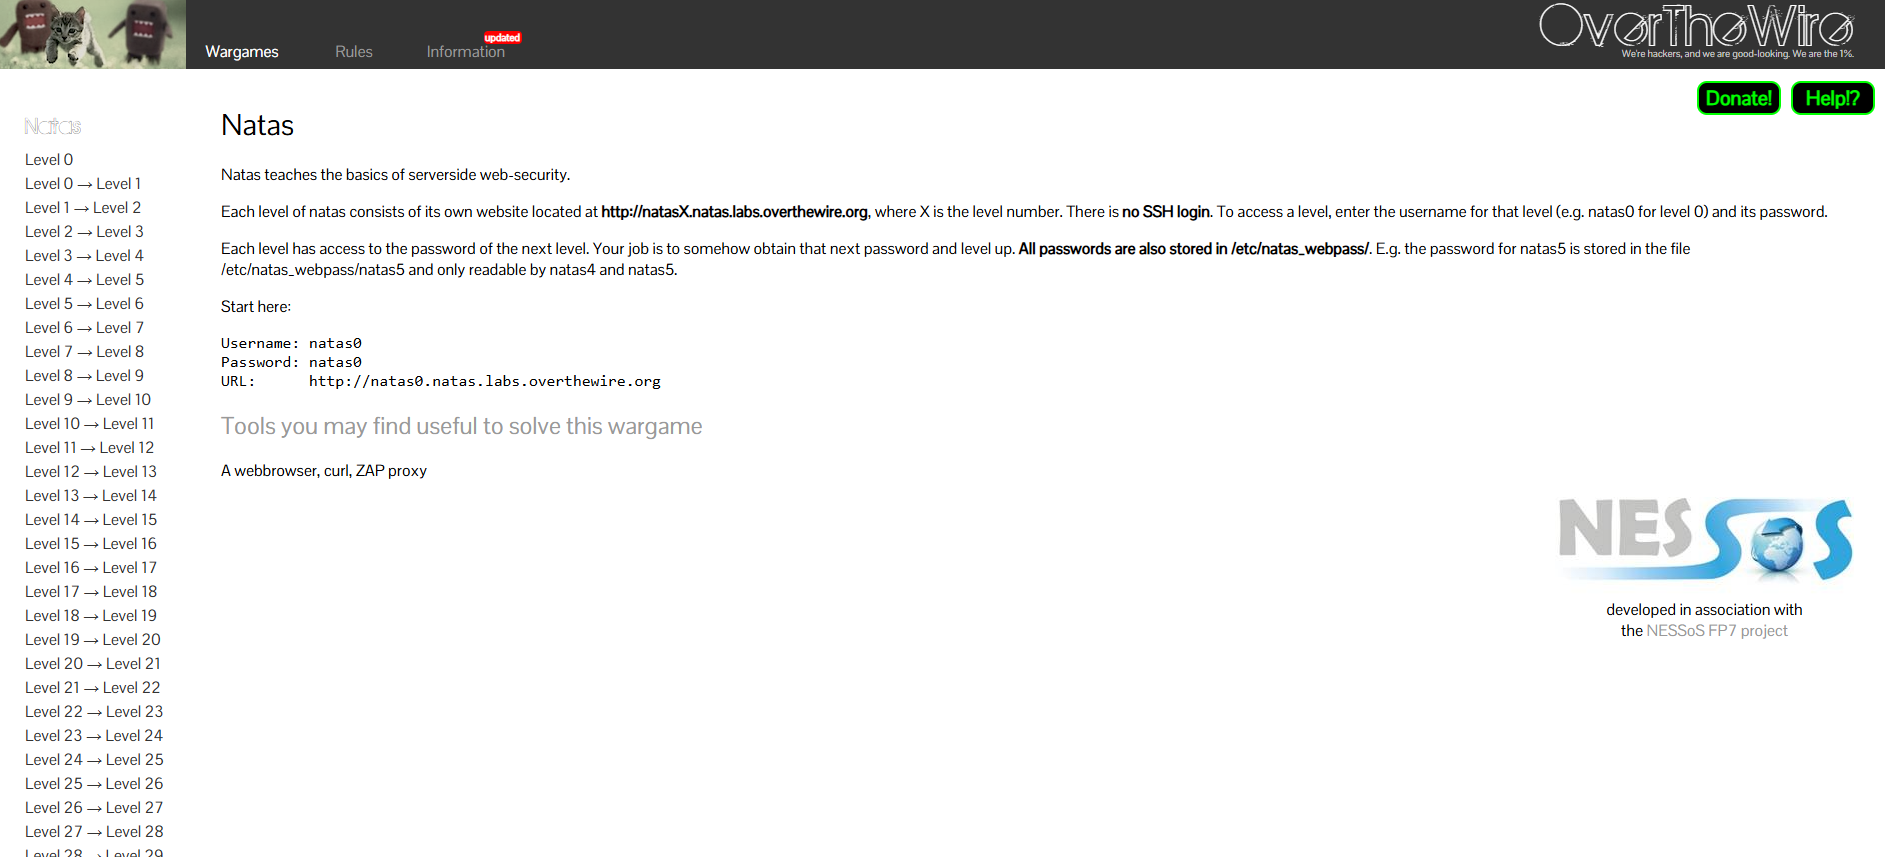 Wargames
Rules
Information
updated
OverTheWire
We're hackers, and we are good-looking. We are the 1%.
Donate!
Help!?
Natas
Level 0
Level 0 → Level 1
Level 1 → Level 2
Level 2 → Level 3
Level 3 → Level 4
Level 4 → Level 5
Level 5 → Level 6
Level 6 → Level 7
Level 7 → Level 8
Level 8 → Level 9
Level 9 → Level 10
Level 10 → Level 11
Level 11 → Level 12
Level 12 → Level 13
Level 13 → Level 14
Level 14 → Level 15
Level 15 → Level 16
Level 16 → Level 17
Level 17 → Level 18
Level 18 → Level 19
Level 19 → Level 20
Level 20 → Level 21
Level 21 → Level 22
Level 22 → Level 23
Level 23 → Level 24
Level 24 → Level 25
Level 25 → Level 26
Level 26 → Level 27
Level 27 → Level 28
Level 28 → Level 29
Natas
Natas teaches the basics of serverside web-security.
Each level of natas consists of its own website located at http://natasX.natas.labs.overthewire.org, where X is the level number. There is no SSH login. To access a level, enter the username for that level (e.g. natas0 for level 0) and its password.
Each level has access to the password of the next level. Your job is to somehow obtain that next password and level up. All passwords are also stored in /etc/natas_webpass/. E.g. the password for natas5 is stored in the file
/etc/natas_webpass/natas5 and only readable by natas4 and natas5.
Start here:
Username: natas0
Password: natas0
URL: http://natas0.natas.labs.overthewire.org
Tools you may find useful to solve this wargame
A webbrowser, curl, ZAP proxy
NESSoS
developed in association with
the NESSoS FP7 project